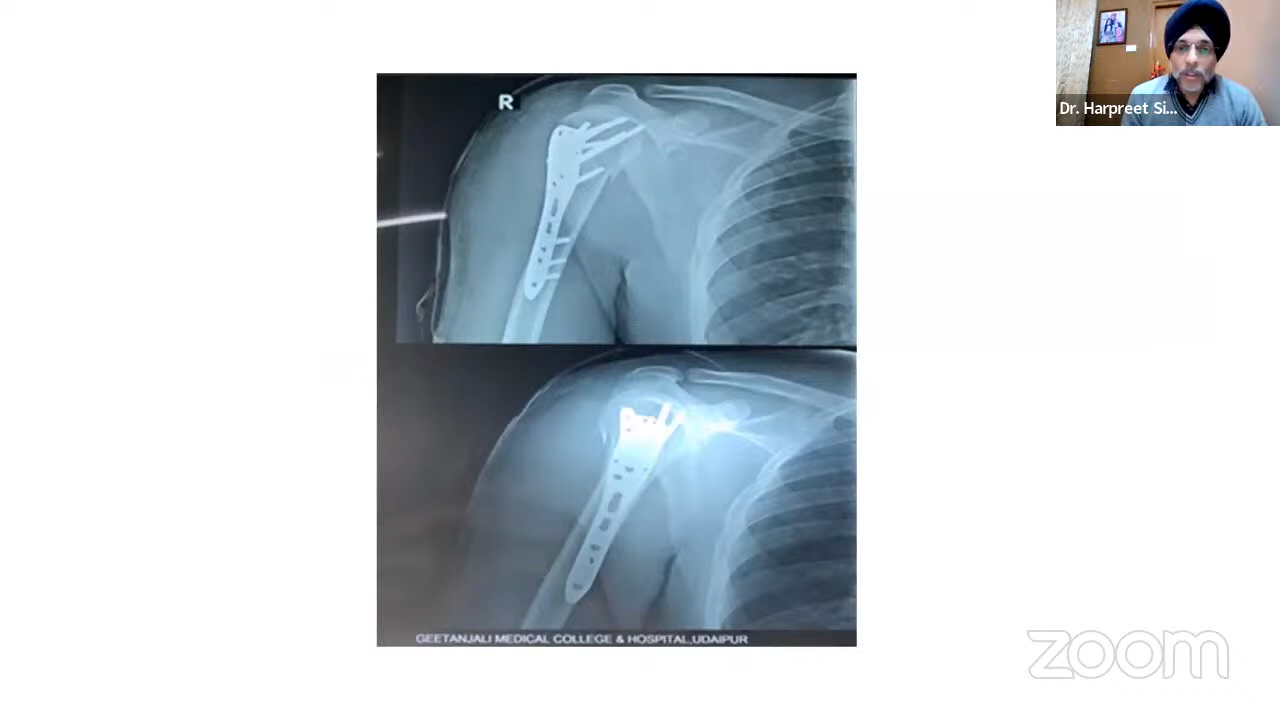 Dr. Harpreet Si...
R
GEETANJALI MEDICAL COLLEGE & HOSPITAL,UDAIPUR
zoom